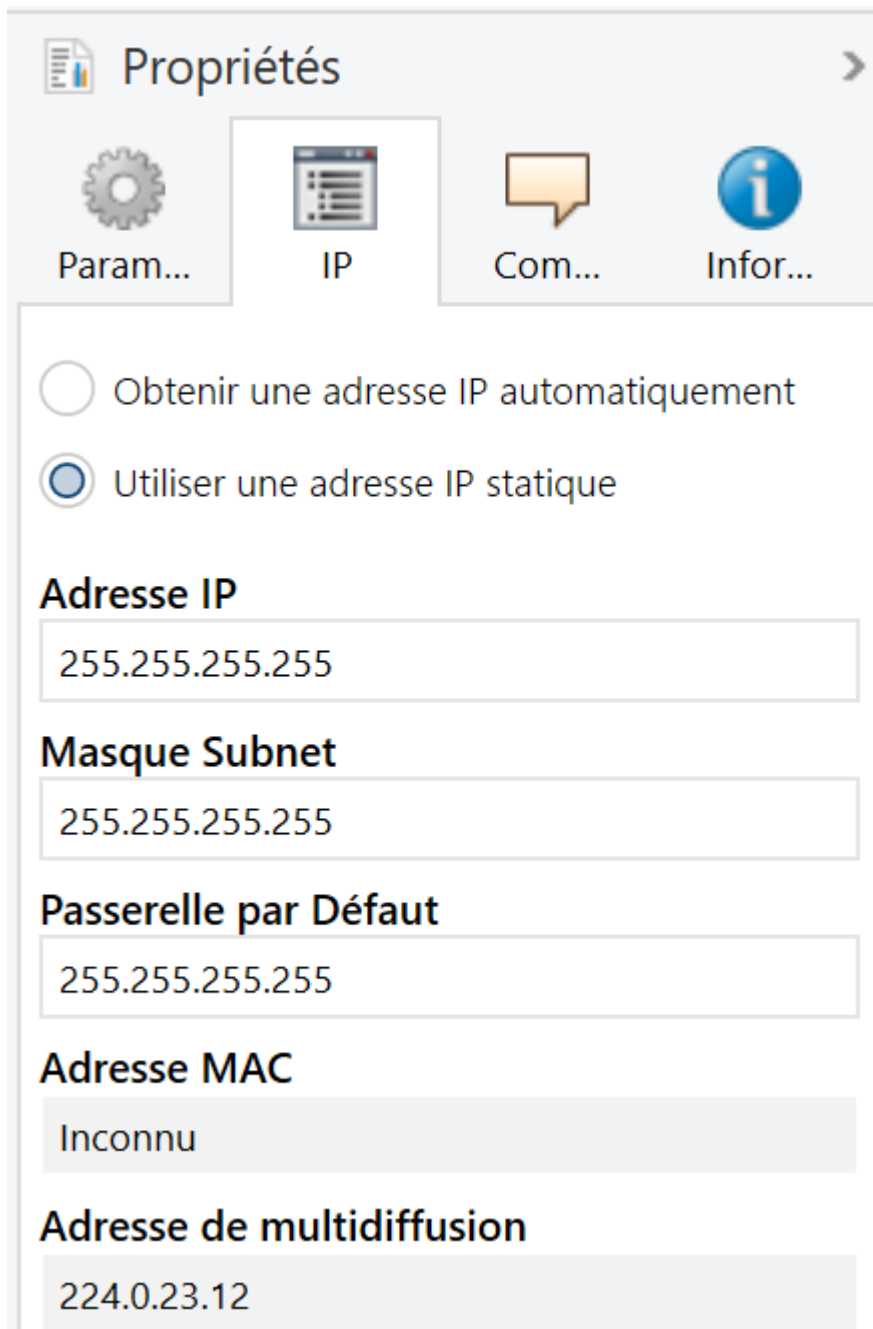 Propriétés
Param... IP Com... Infor...
Obtenir une adresse IP automatiquement
Utiliser une adresse IP statique
Adresse IP
255.255.255.255
Masque Subnet
255.255.255.255
Passerelle par Défaut
255.255.255.255
Adresse MAC
Inconnu
Adresse de multidiffusion
224.0.23.12